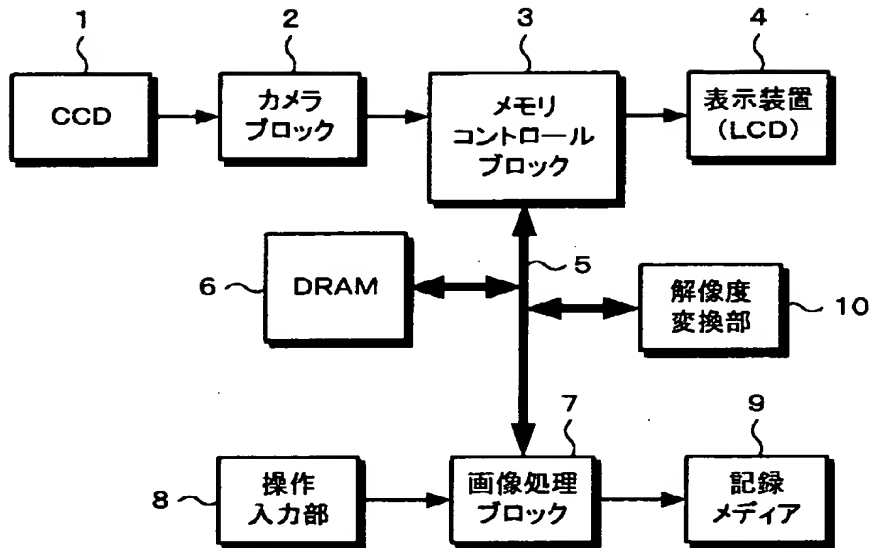 1
2
3
4
CCD
カメラ
ブロック
メモリ
コントロール
ブロック
表示装置
(LCD)
5
6
DRAM
解像度
変換部
10
7
9
8
操作
入力部
画像処理
ブロック
記録
メディア